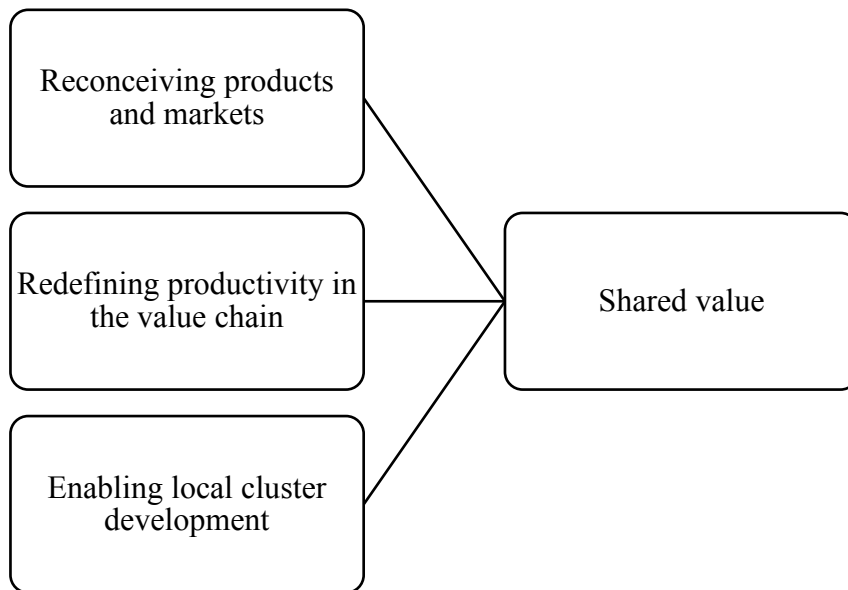 Reconceiving products
and markets
Redefining productivity in
the value chain
Shared value
Enabling local cluster
development